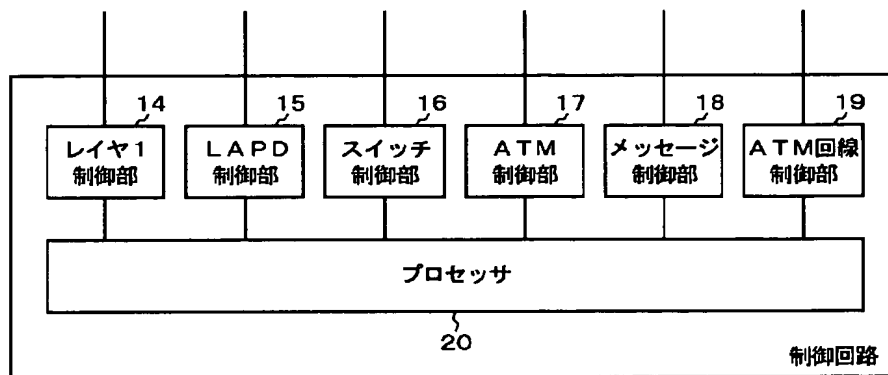 14 15 16 17 18 19
レイヤ1 LAPD スイッチ ATM メッセージ ATM回線
制御部 制御部 制御部 制御部 制御部 制御部
プロセッサ
20
制御回路